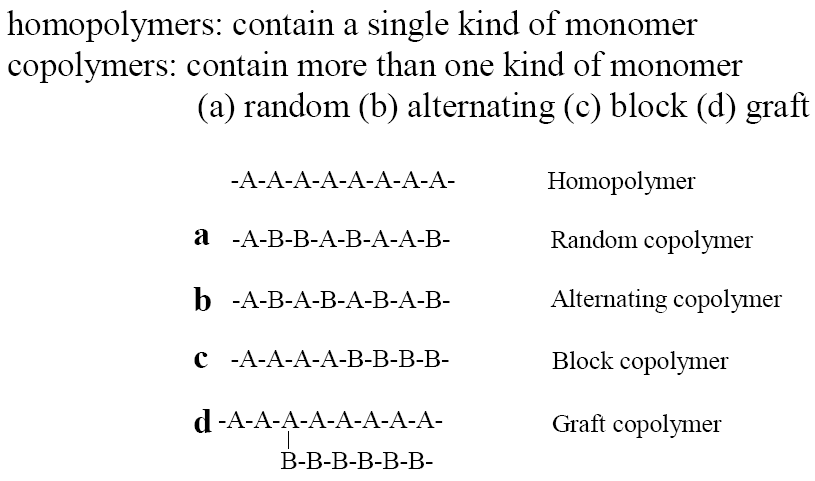 homopolymers: contain a single kind of monomer
copolymers: contain more than one kind of monomer
(a) random (b) alternating (c) block (d) graft
-A-A-A-A-A-A-A-A- Homopolymer
a -A-B-B-A-B-A-A-B- Random copolymer
b -A-B-A-B-A-B-A-B- Alternating copolymer
c -A-A-A-A-B-B-B-B- Block copolymer
d -A-A-A-A-A-A-A-A- Graft copolymer
B-B-B-B-B-B-